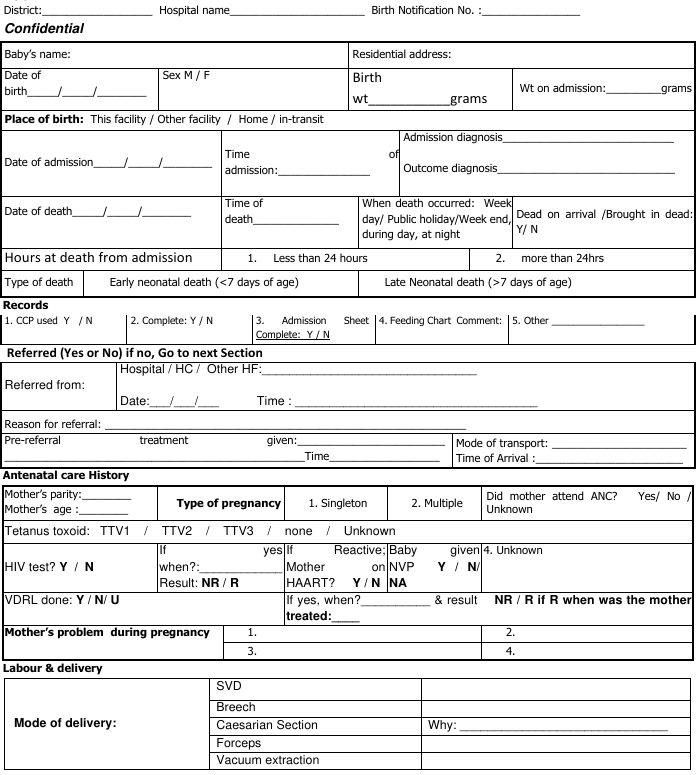 District:___________________ Hospital name_______________________ Birth Notification No. :_________________
Confidential
Baby's name:
Residential address:
Date of
birth_____/_____/________
Sex M / F
Birth
wt___________grams
Wt on admission:_________grams
Place of birth: This facility / Other facility / Home / in-transit
Date of admission_____/_____/________
Time of
admission:_______________
Admission diagnosis____________________________
Outcome diagnosis_____________________________
Date of death_____/_____/________
Time of
death______________
When death occurred: Week
day/ Public holiday/Week end,
during day, at night
Dead on arrival /Brought in dead:
Y/ N
Hours at death from admission
1. Less than 24 hours
2. more than 24hrs
Type of death
Early neonatal death (<7 days of age)
Late Neonatal death (>7 days of age)
Records
1. CCP used Y / N
2. Complete: Y / N
3. Admission Sheet
Complete: Y / N
4. Feeding Chart Comment:
5. Other _______________
Referred (Yes or No) if no, Go to next Section
Referred from:
Hospital / HC / Other HF:___________________________________
Date:___/___/___ Time : ________________________________________
Reason for referral: ____________________________________________________________
Pre-referral treatment given:________________________
__________________________________________________Time__________________
Mode of transport: ______________________
Time of Arrival :________________________
Antenatal care History
Mother's parity:________
Mother's age :________
Type of pregnancy
1. Singleton
2. Multiple
Did mother attend ANC? Yes/ No /
Unknown
Tetanus toxoid: TTV1 / TTV2 / TTV3 / none / Unknown
HIV test? Y / N
If yes
when?:_____________
Result: NR / R
If Reactive;
Mother on
HAART? Y / N
Baby given
NVP Y / N/
NA
4. Unknown
VDRL done: Y / N/ U
If yes, when?___________ & result NR / R if R when was the mother
treated:____
Mother's problem during pregnancy
1.
2.
3.
4.
Labour & delivery
Mode of delivery:
SVD
Breech
Caesarian Section
Why: __________________________________
Forceps
Vacuum extraction